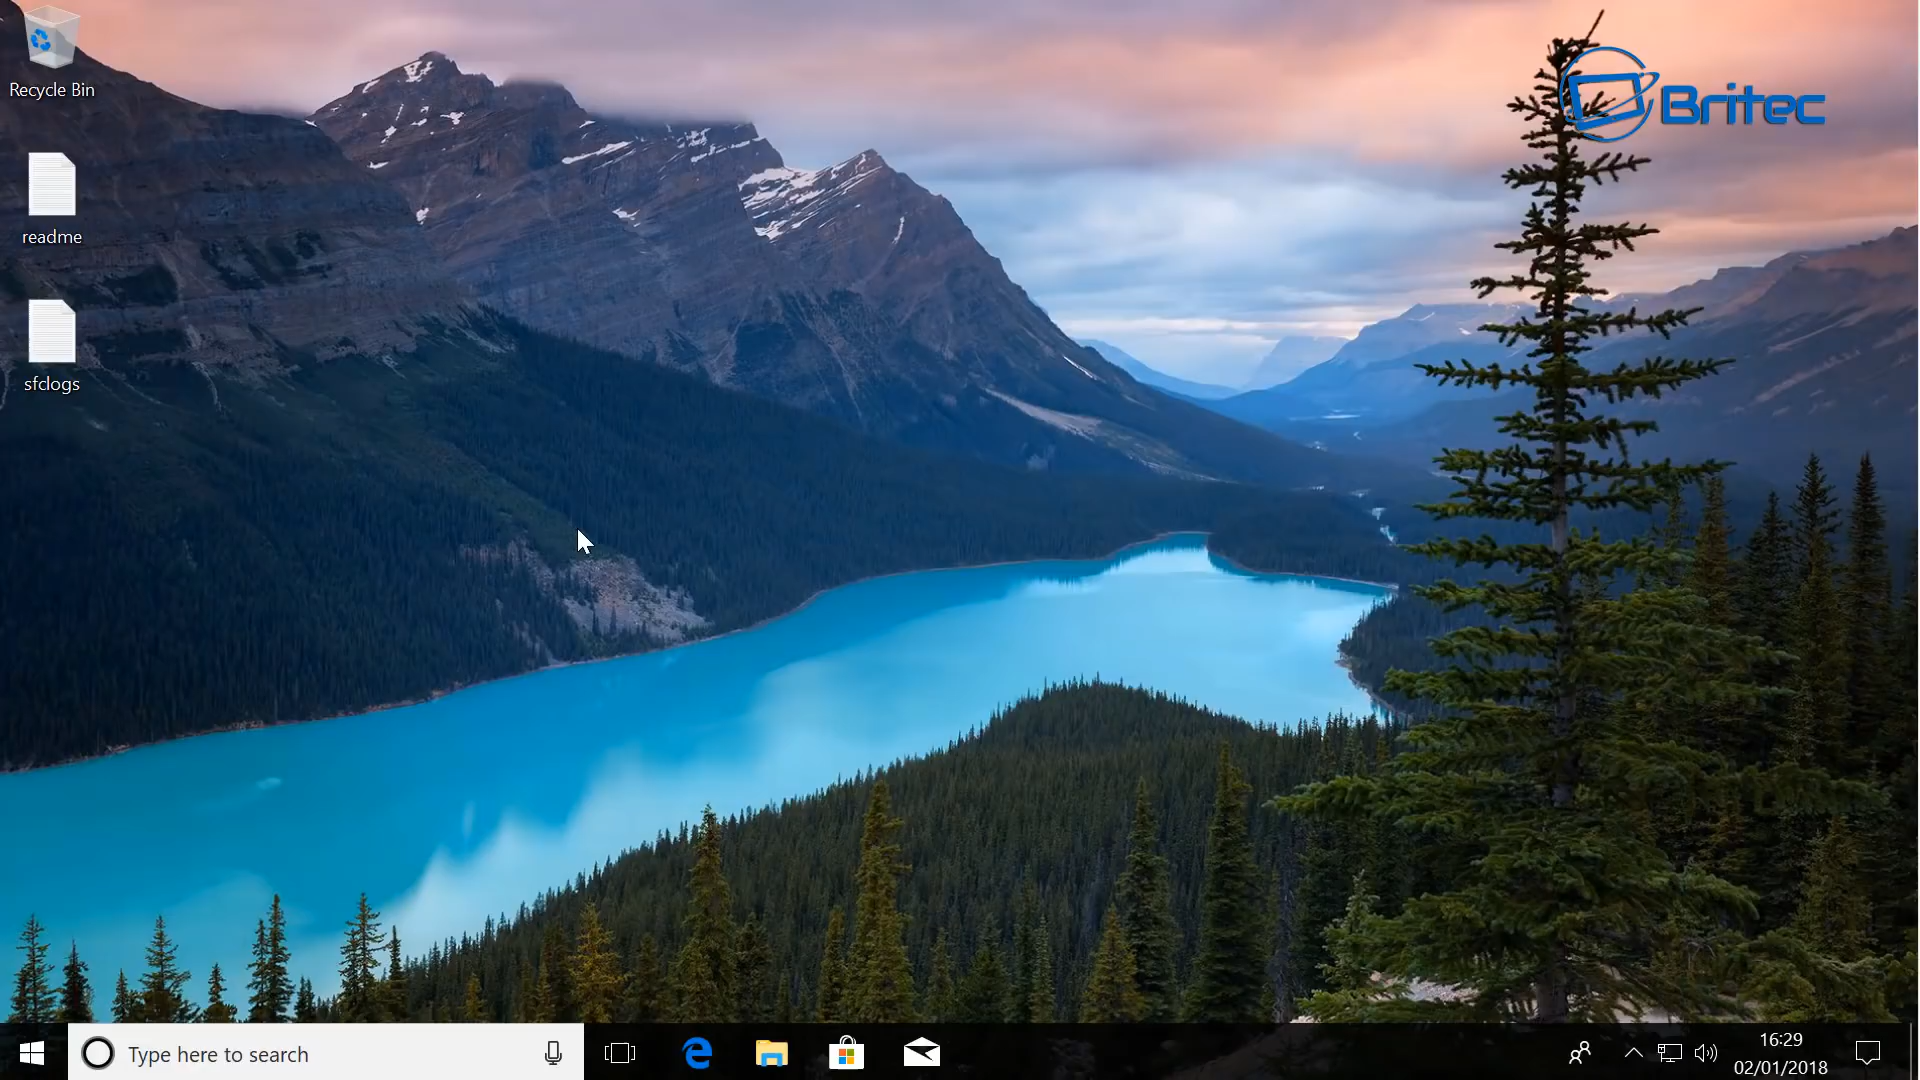 Recycle Bin
Britec
readme
sfclogs
Type here to search
16:29
02/01/2018